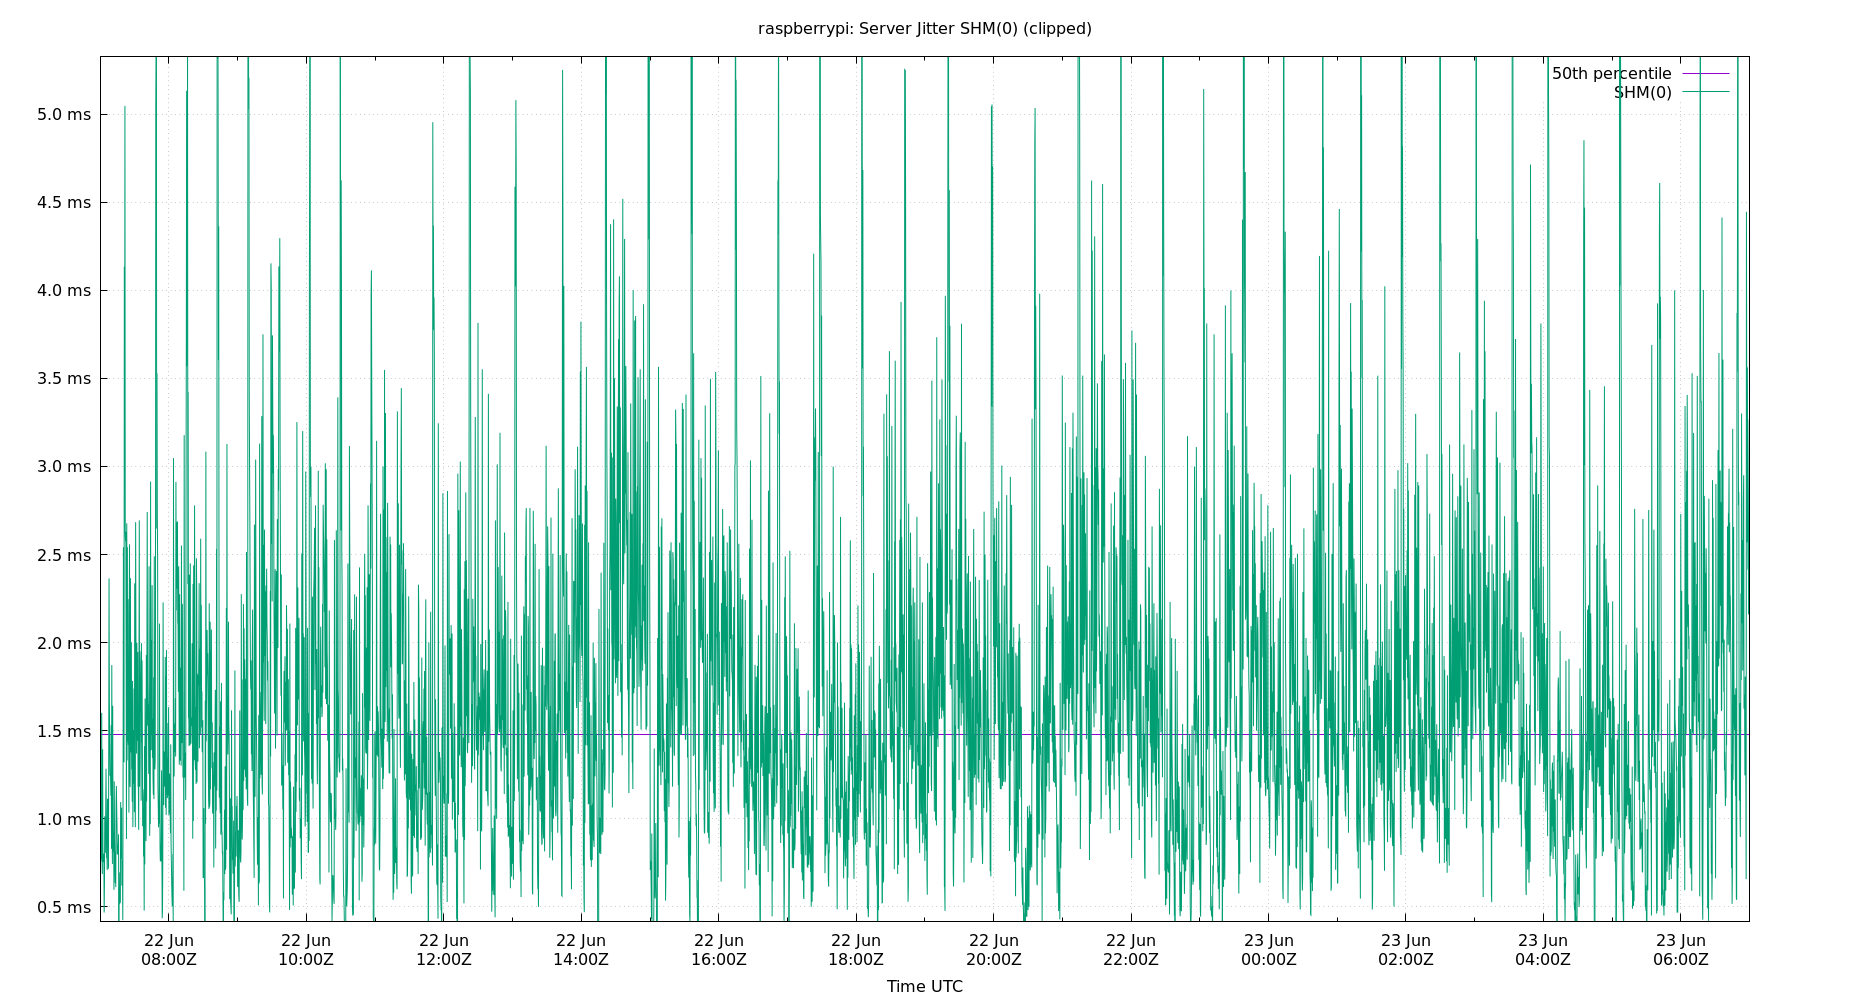 raspberrypi: Server Jitter SHM(0) (clipped)
50th percentile
SHM(0)
5.0 ms
4.5 ms
4.0 ms
3.5 ms
3.0 ms
2.5 ms
2.0 ms
1.5 ms
1.0 ms
0.5 ms
22 Jun 22 Jun 22 Jun 22 Jun 22 Jun 22 Jun 22 Jun 22 Jun 23 Jun 23 Jun 23 Jun 23 Jun
08:00Z 10:00Z 12:00Z 14:00Z 16:00Z 18:00Z 20:00Z 22:00Z 00:00Z 02:00Z 04:00Z 06:00Z
Time UTC